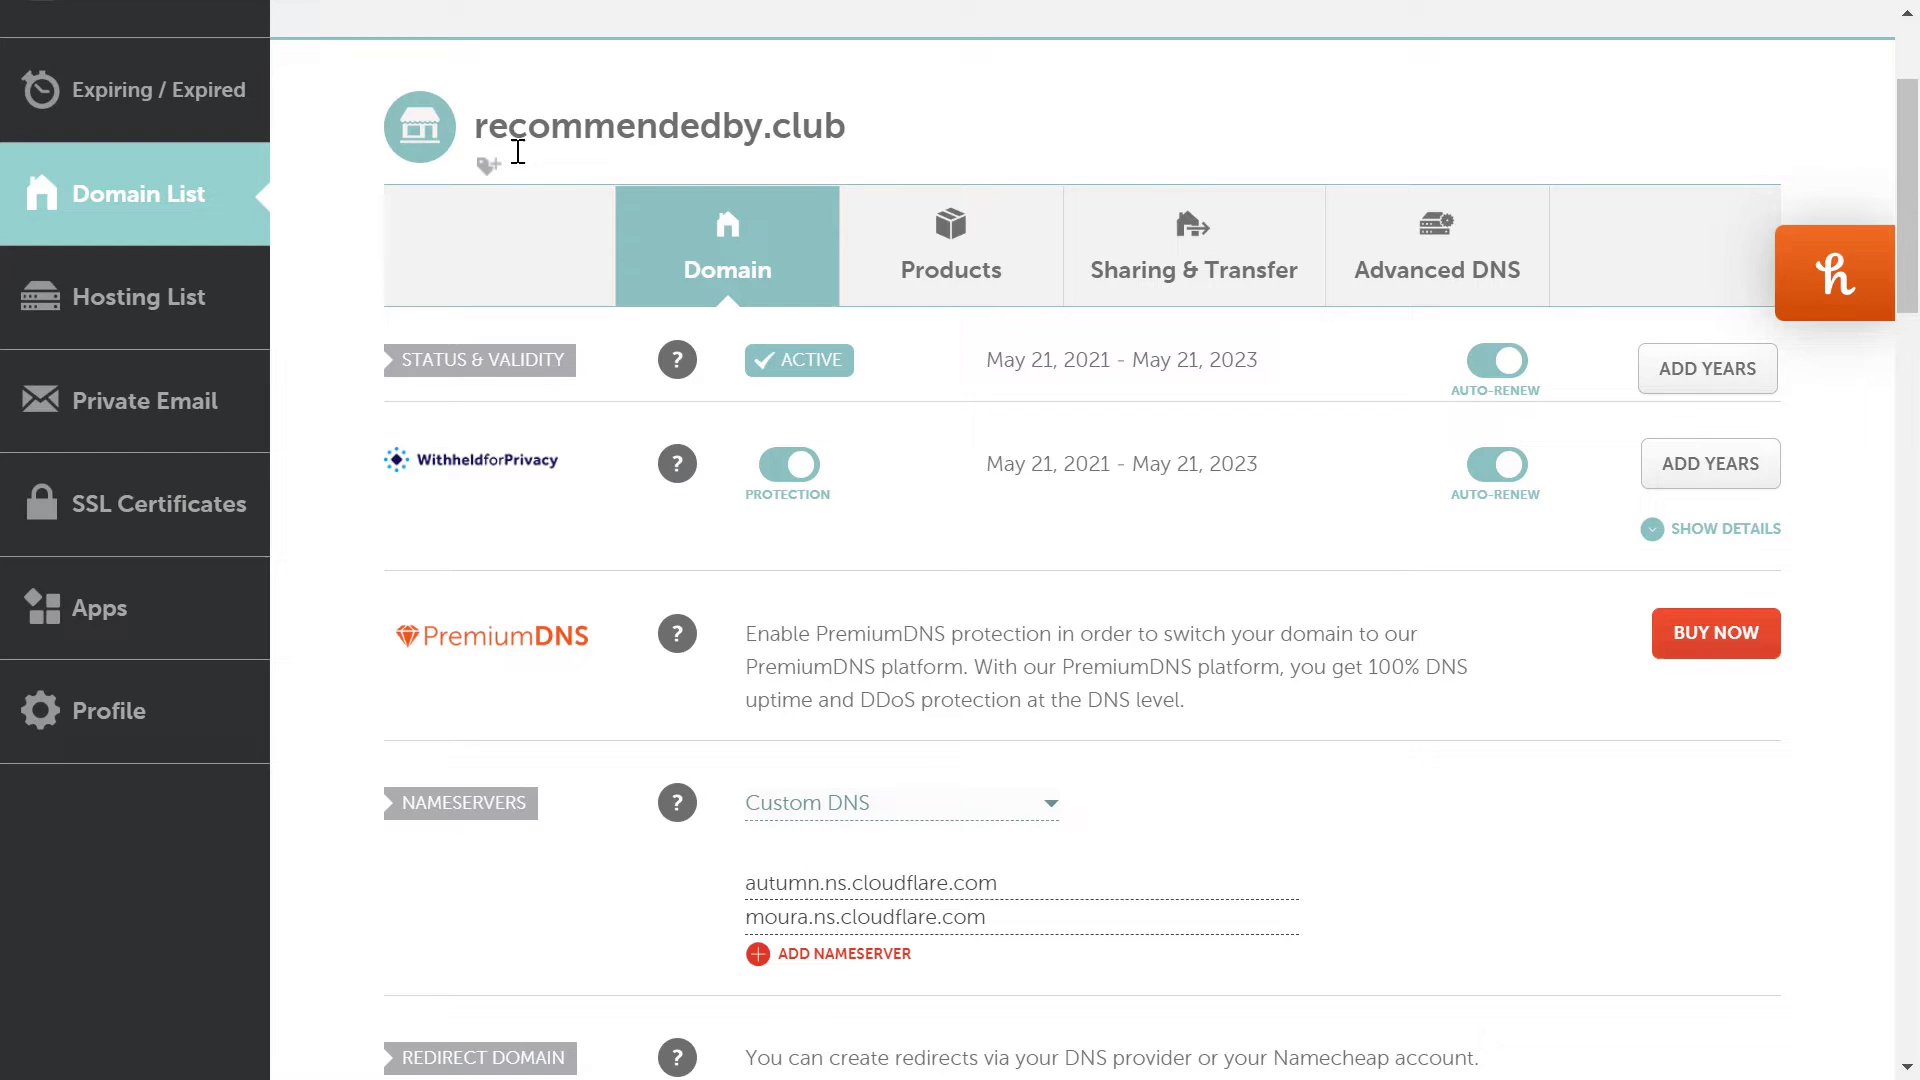 Expiring / Expired
Domain List
Hosting List
Private Email
SSL Certificates
Apps
Profile
recommendedby.club
Domain
Products
Sharing & Transfer
Advanced DNS
STATUS & VALIDITY
?
ACTIVE
May 21, 2021 - May 21, 2023
AUTO-RENEW
ADD YEARS
WithheldforPrivacy
?
PROTECTION
May 21, 2021 - May 21, 2023
AUTO-RENEW
ADD YEARS
SHOW DETAILS
PremiumDNS
?
Enable PremiumDNS protection in order to switch your domain to our
PremiumDNS platform. With our PremiumDNS platform, you get 100% DNS
uptime and DDoS protection at the DNS level.
BUY NOW
NAMESERVERS
?
Custom DNS
autumn.ns.cloudflare.com
moura.ns.cloudflare.com
ADD NAMESERVER
REDIRECT DOMAIN
?
You can create redirects via your DNS provider or your Namecheap account.
h